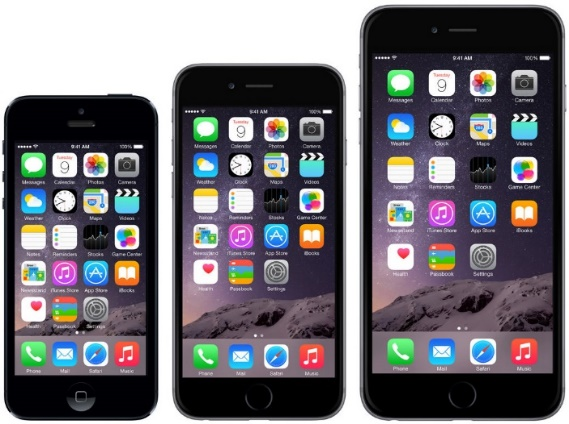 9:41 AM 100%
Tuesday
9
Messages Calendar Photos Camera
Weather Clock Maps Videos
Notes Reminders Stocks Game Center
Newsstand iTunes Store App Store iBooks
Health Passbook Settings
Phone Mail Safari Music
9:41 AM 100%
Tuesday
9
Messages Calendar Photos Camera
Weather Clock Maps Videos
Notes Reminders Stocks Game Center
Newsstand iTunes Store App Store iBooks
Health Passbook Settings
Phone Mail Safari Music
9:41 AM 100%
Tuesday
9
Messages Calendar Photos Camera
Weather Clock Maps Videos
Notes Reminders Stocks Game Center
Newsstand iTunes Store App Store iBooks
Health Passbook Settings
Phone Mail Safari Music